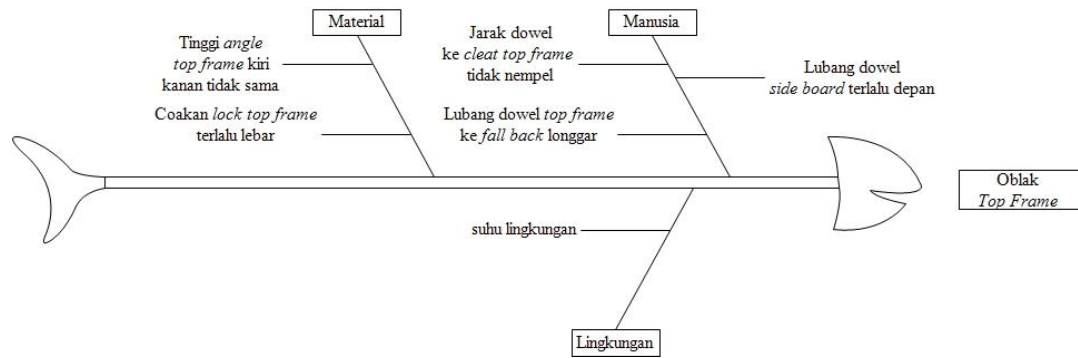 Material
Manusia
Tinggi angle
top frame kiri
kanan tidak sama
Coakan lock top frame
terlalu lebar
Jarak dowel
ke cleat top frame
tidak nempel
Lubang dowel
side board terlalu depan
Lubang dowel top frame
ke fall back longgar
Oblak
Top Frame
suhu lingkungan
Lingkungan